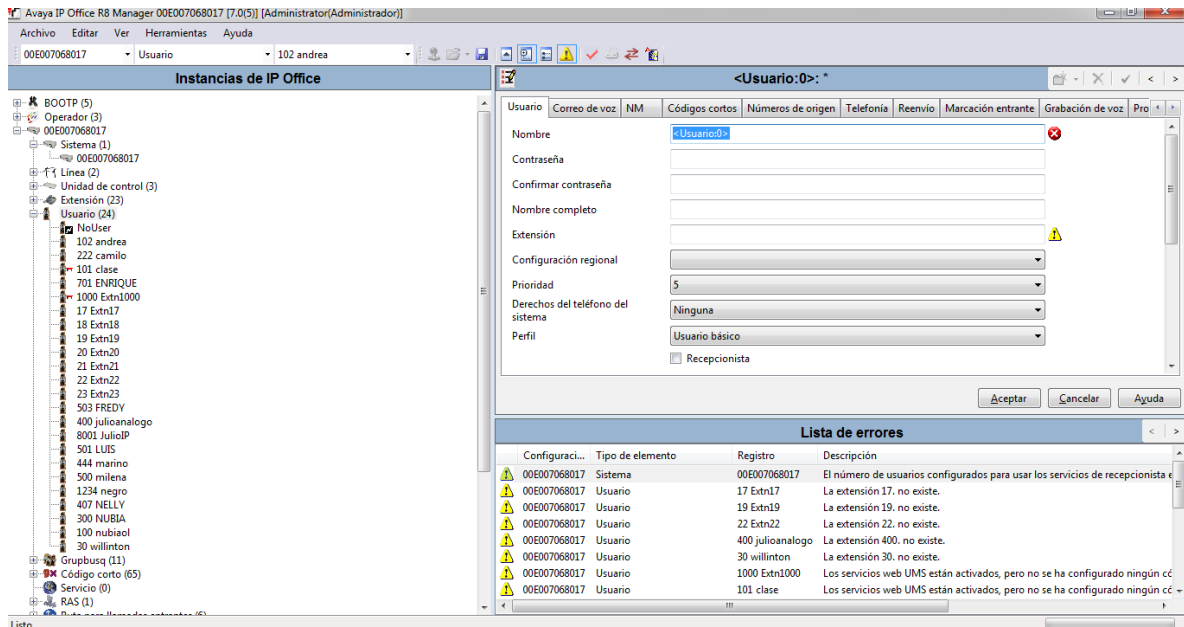 Avaya IP Office R8 Manager 00E007068017 [7.0(5)] [Administrator(Administrador)]
Archivo Editar Ver Herramientas Ayuda
00E007068017 Usuario 102 andrea
Instancias de IP Office
BOOTP (5)
Operador (3)
00E007068017
Sistema (1)
00E007068017
Línea (2)
Unidad de control (3)
Extensión (23)
Usuario (24)
NoUser
102 andrea
222 camilo
101 clase
701 ENRIQUE
1000 Extn1000
17 Extn17
18 Extn18
19 Extn19
20 Extn20
21 Extn21
22 Extn22
23 Extn23
503 FREDY
400 julioanalogo
8001 JulioIP
501 LUIS
444 marino
500 milena
1234 negro
407 NELLY
300 NUBIA
100 nubiaol
30 willinton
Grupbusq (11)
Código corto (65)
Servicio (0)
RAS (1)
<Usuario:0>: *
Usuario Correo de voz NM Códigos cortos Números de origen Telefonía Reenvío Marcación entrante Grabación de voz Pro
Nombre <Usuario:0>
Contraseña
Confirmar contraseña
Nombre completo
Extensión
Configuración regional
Prioridad 5
Derechos del teléfono del sistema Ninguna
Perfil Usuario básico
Recepcionista
Aceptar Cancelar Ayuda
Lista de errores
Configuraci... Tipo de elemento Registro Descripción
00E007068017 Sistema 00E007068017 El número de usuarios configurados para usar los servicios de recepcionista e
00E007068017 Usuario 17 Extn17 La extensión 17. no existe.
00E007068017 Usuario 19 Extn19 La extensión 19. no existe.
00E007068017 Usuario 22 Extn22 La extensión 22. no existe.
00E007068017 Usuario 400 julioanalogo La extensión 400. no existe.
00E007068017 Usuario 30 willinton La extensión 30. no existe.
00E007068017 Usuario 1000 Extn1000 Los servicios web UMS están activados, pero no se ha configurado ningún có
00E007068017 Usuario 101 clase Los servicios web UMS están activados, pero no se ha configurado ningún có
Listo